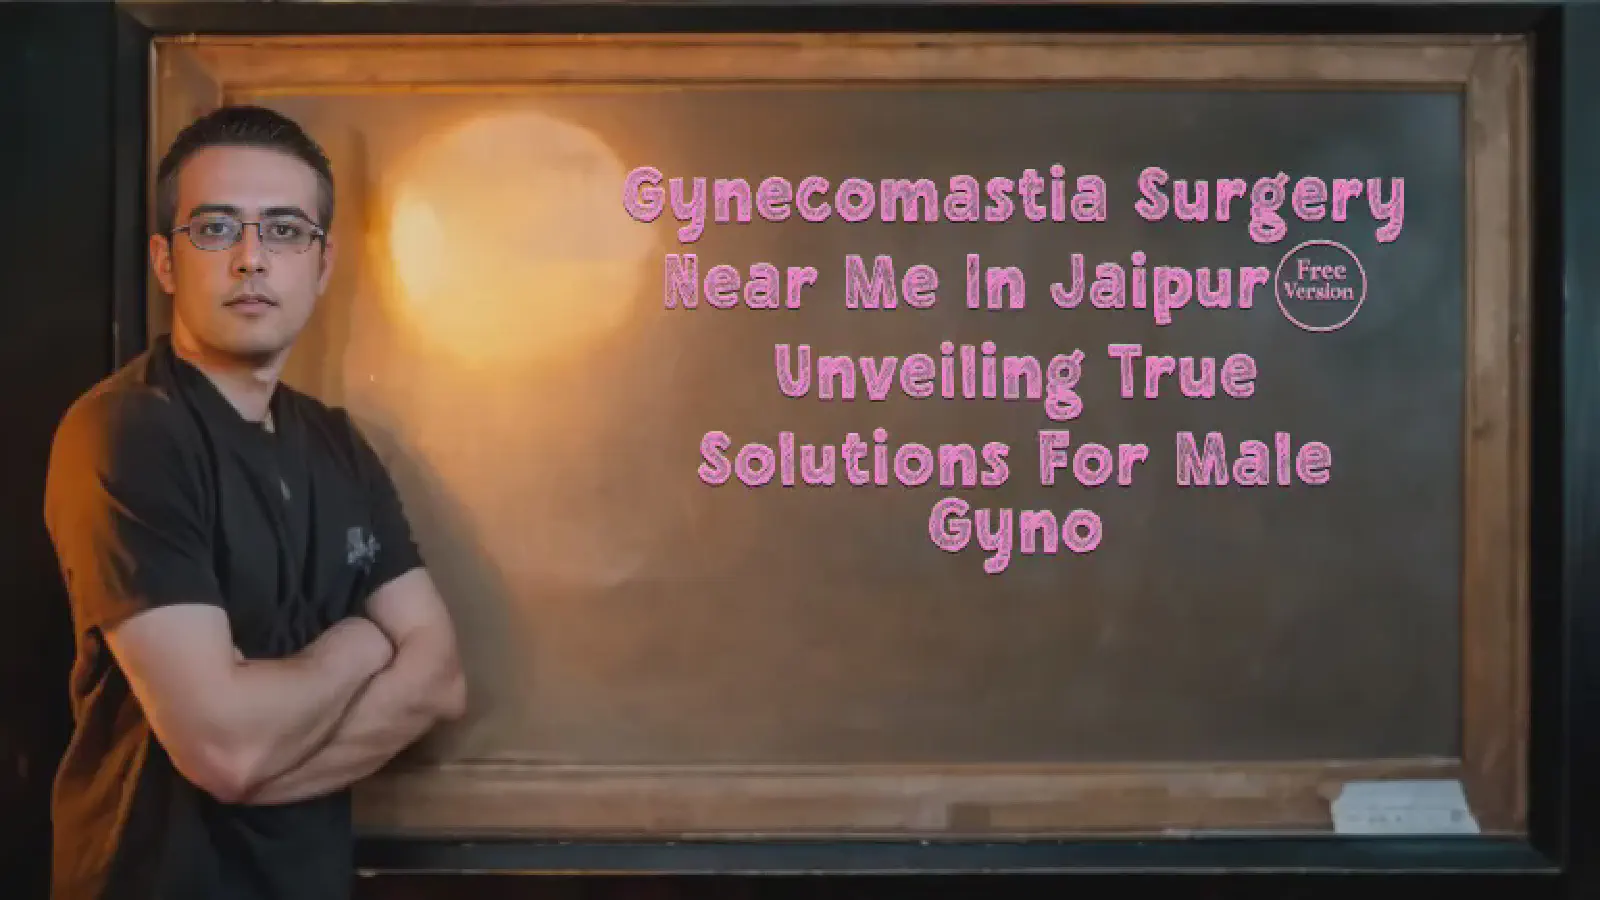 Gynecomastia Surgery
Near Me In Jaipur
Free
Version
Unveiling True
Solutions For Male
Gyno